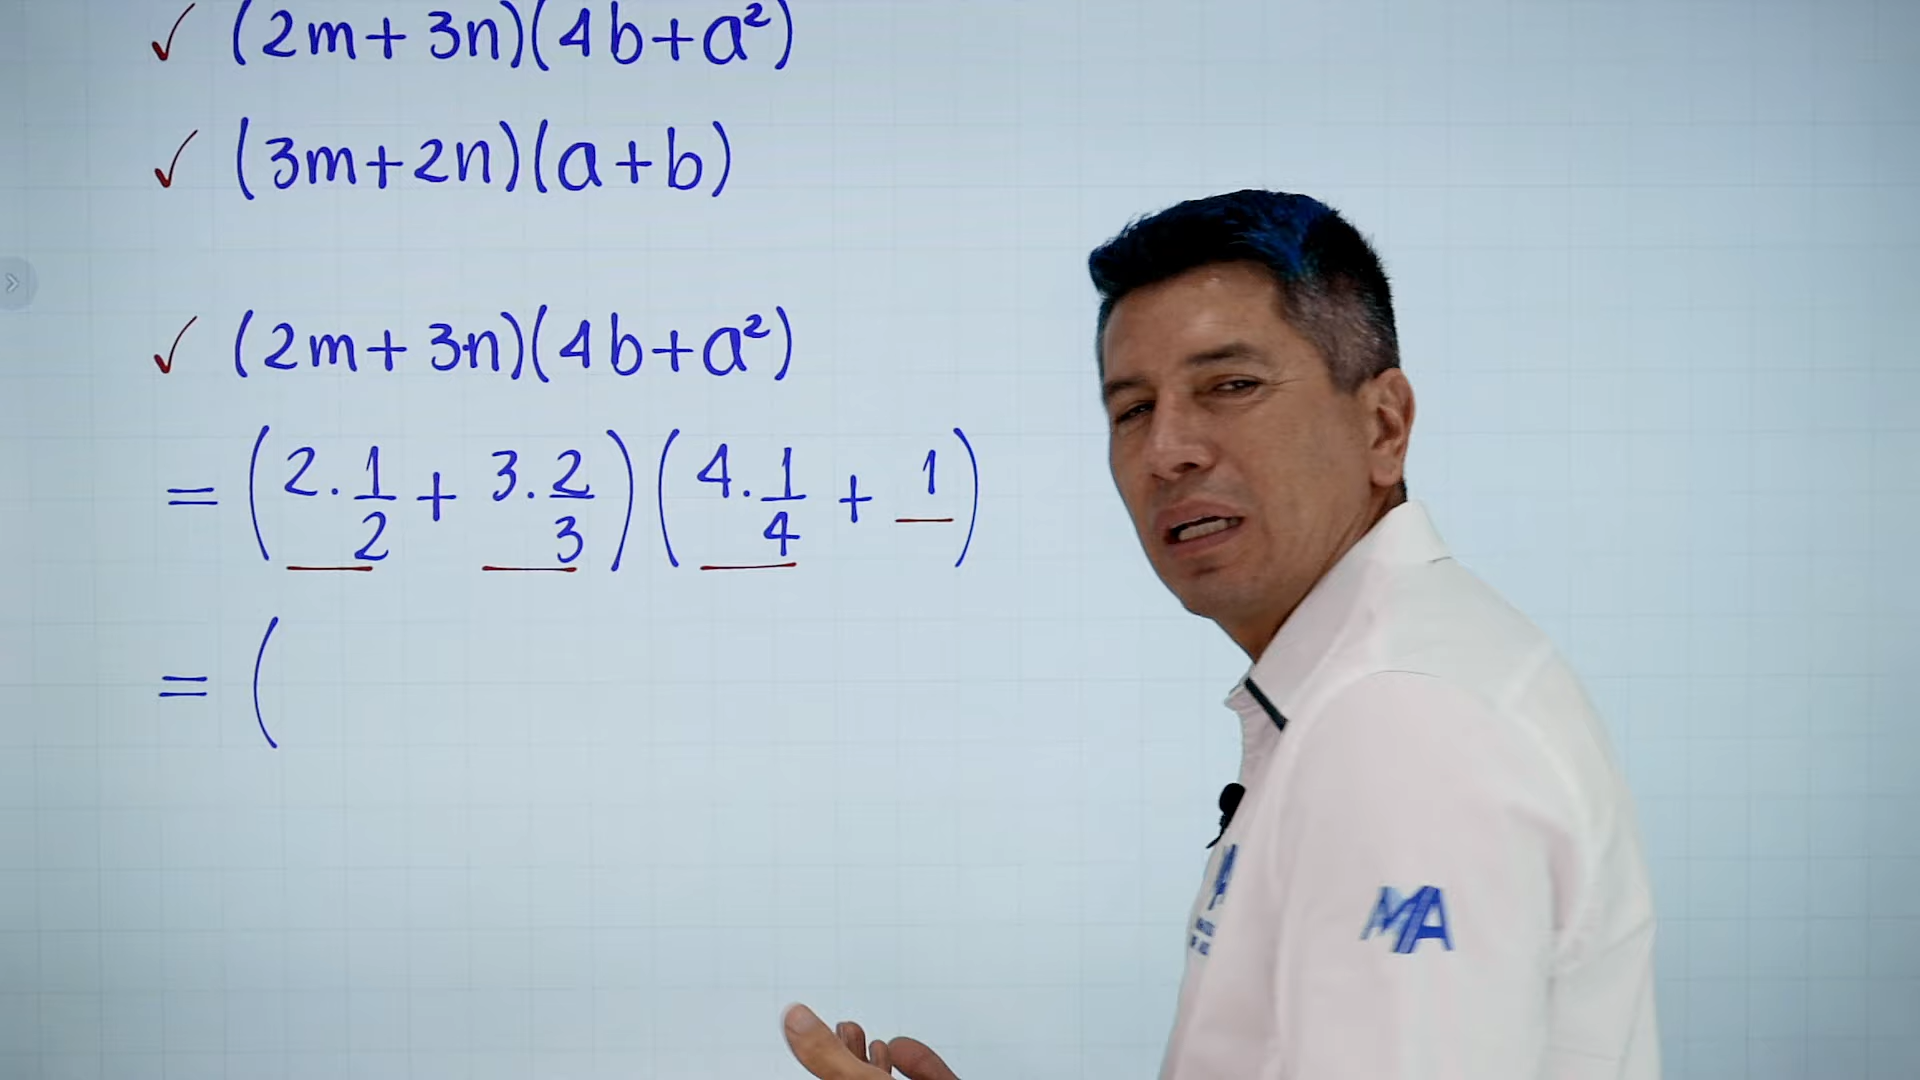 ✓ (2m+3n)(4b+a²)
✓ (3m+2n)(a+b)
✓ (2m+3·n)(4b+a²)
= (2·1/2 + 3·2/3)(4·1/4 + 1)
= (
MA